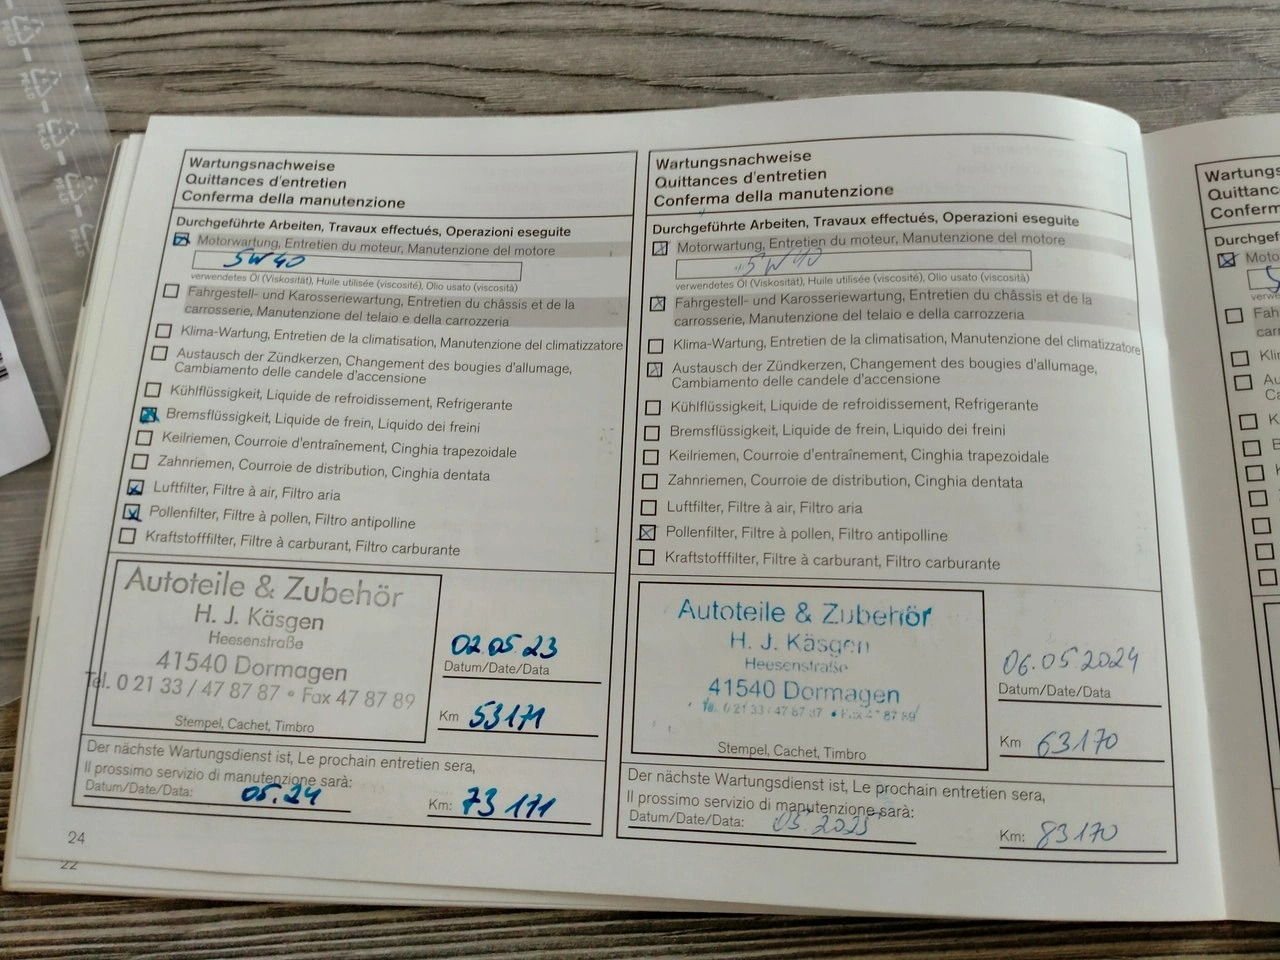 Wartungsnachweise
Quittances d'entretien
Conferma della manutenzione
Durchgeführte Arbeiten, Travaux effectués, Operazioni eseguite
Motorwartung, Entretien du moteur, Manutenzione del motore
5W40
verwendetes Öl (Viskosität), Huile utilisée (viscosité), Olio usato (viscosità)
Fahrgestell- und Karosseriewartung, Entretien du châssis et de la
carrosserie, Manutenzione del telaio e della carrozzeria
Klima-Wartung, Entretien de la climatisation, Manutenzione del climatizzatore
Austausch der Zündkerzen, Changement des bougies d'allumage,
Cambiamento delle candele d'accensione
Kühlflüssigkeit, Liquide de refroidissement, Refrigerante
Bremsflüssigkeit, Liquide de frein, Liquido dei freini
Keilriemen, Courroie d'entraînement, Cinghia trapezoidale
Zahnriemen, Courroie de distribution, Cinghia dentata
Luftfilter, Filtre à air, Filtro aria
Pollenfilter, Filtre à pollen, Filtro antipolline
Kraftstofffilter, Filtre à carburant, Filtro carburante
Autoteile & Zubehör
H. J. Käsgen
Heesenstraße
41540 Dormagen
Tel. 0 21 33 / 47 87 87 • Fax 47 87 89
Stempel, Cachet, Timbro
02.05.23
Datum/Date/Data
Km 53171
Der nächste Wartungsdienst ist, Le prochain entretien sera,
Il prossimo servizio di manutenzione sarà:
Datum/Date/Data: 05.24
Km: 73 171
24
22
Wartungsnachweise
Quittances d'entretien
Conferma della manutenzione
Durchgeführte Arbeiten, Travaux effectués, Operazioni eseguite
Motorwartung, Entretien du moteur, Manutenzione del motore
5W40
verwendetes Öl (Viskosität), Huile utilisée (viscosité), Olio usato (viscosità)
Fahrgestell- und Karosseriewartung, Entretien du châssis et de la
carrosserie, Manutenzione del telaio e della carrozzeria
Klima-Wartung, Entretien de la climatisation, Manutenzione del climatizzatore
Austausch der Zündkerzen, Changement des bougies d'allumage,
Cambiamento delle candele d'accensione
Kühlflüssigkeit, Liquide de refroidissement, Refrigerante
Bremsflüssigkeit, Liquide de frein, Liquido dei freini
Keilriemen, Courroie d'entraînement, Cinghia trapezoidale
Zahnriemen, Courroie de distribution, Cinghia dentata
Luftfilter, Filtre à air, Filtro aria
Pollenfilter, Filtre à pollen, Filtro antipolline
Kraftstofffilter, Filtre à carburant, Filtro carburante
Autoteile & Zubehör
H. J. Käsgen
Heesenstraße
41540 Dormagen
Stempel, Cachet, Timbro
06.05.2024
Datum/Date/Data
Km 63170
Der nächste Wartungsdienst ist, Le prochain entretien sera,
Il prossimo servizio di manutenzione sarà:
Datum/Date/Data: 05.2025
Km: 83170
Wartungs
Quittanc
Conferm
Durchgef
Moto